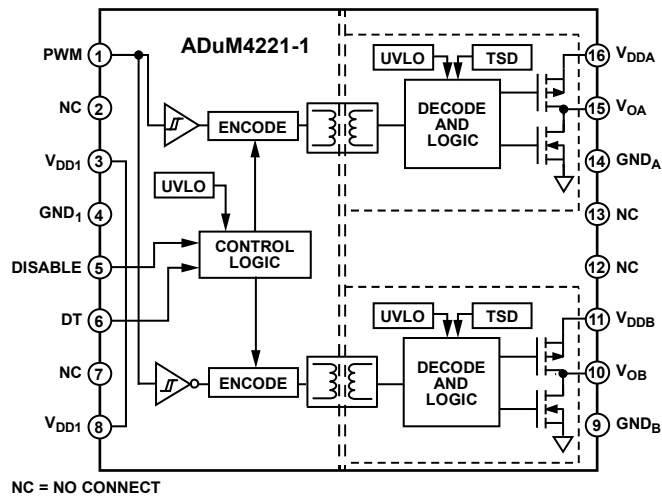 ADuM4221-1
PWM 1
NC 2
VDD1 3
GND1 4
DISABLE 5
DT 6
NC 7
VDD1 8
ENCODE
UVLO
CONTROL
LOGIC
ENCODE
UVLO
TSD
DECODE
AND
LOGIC
UVLO
TSD
DECODE
AND
LOGIC
16 VDDA
15 VOA
14 GNDA
13 NC
12 NC
11 VDDB
10 VOB
9 GNDB
NC = NO CONNECT